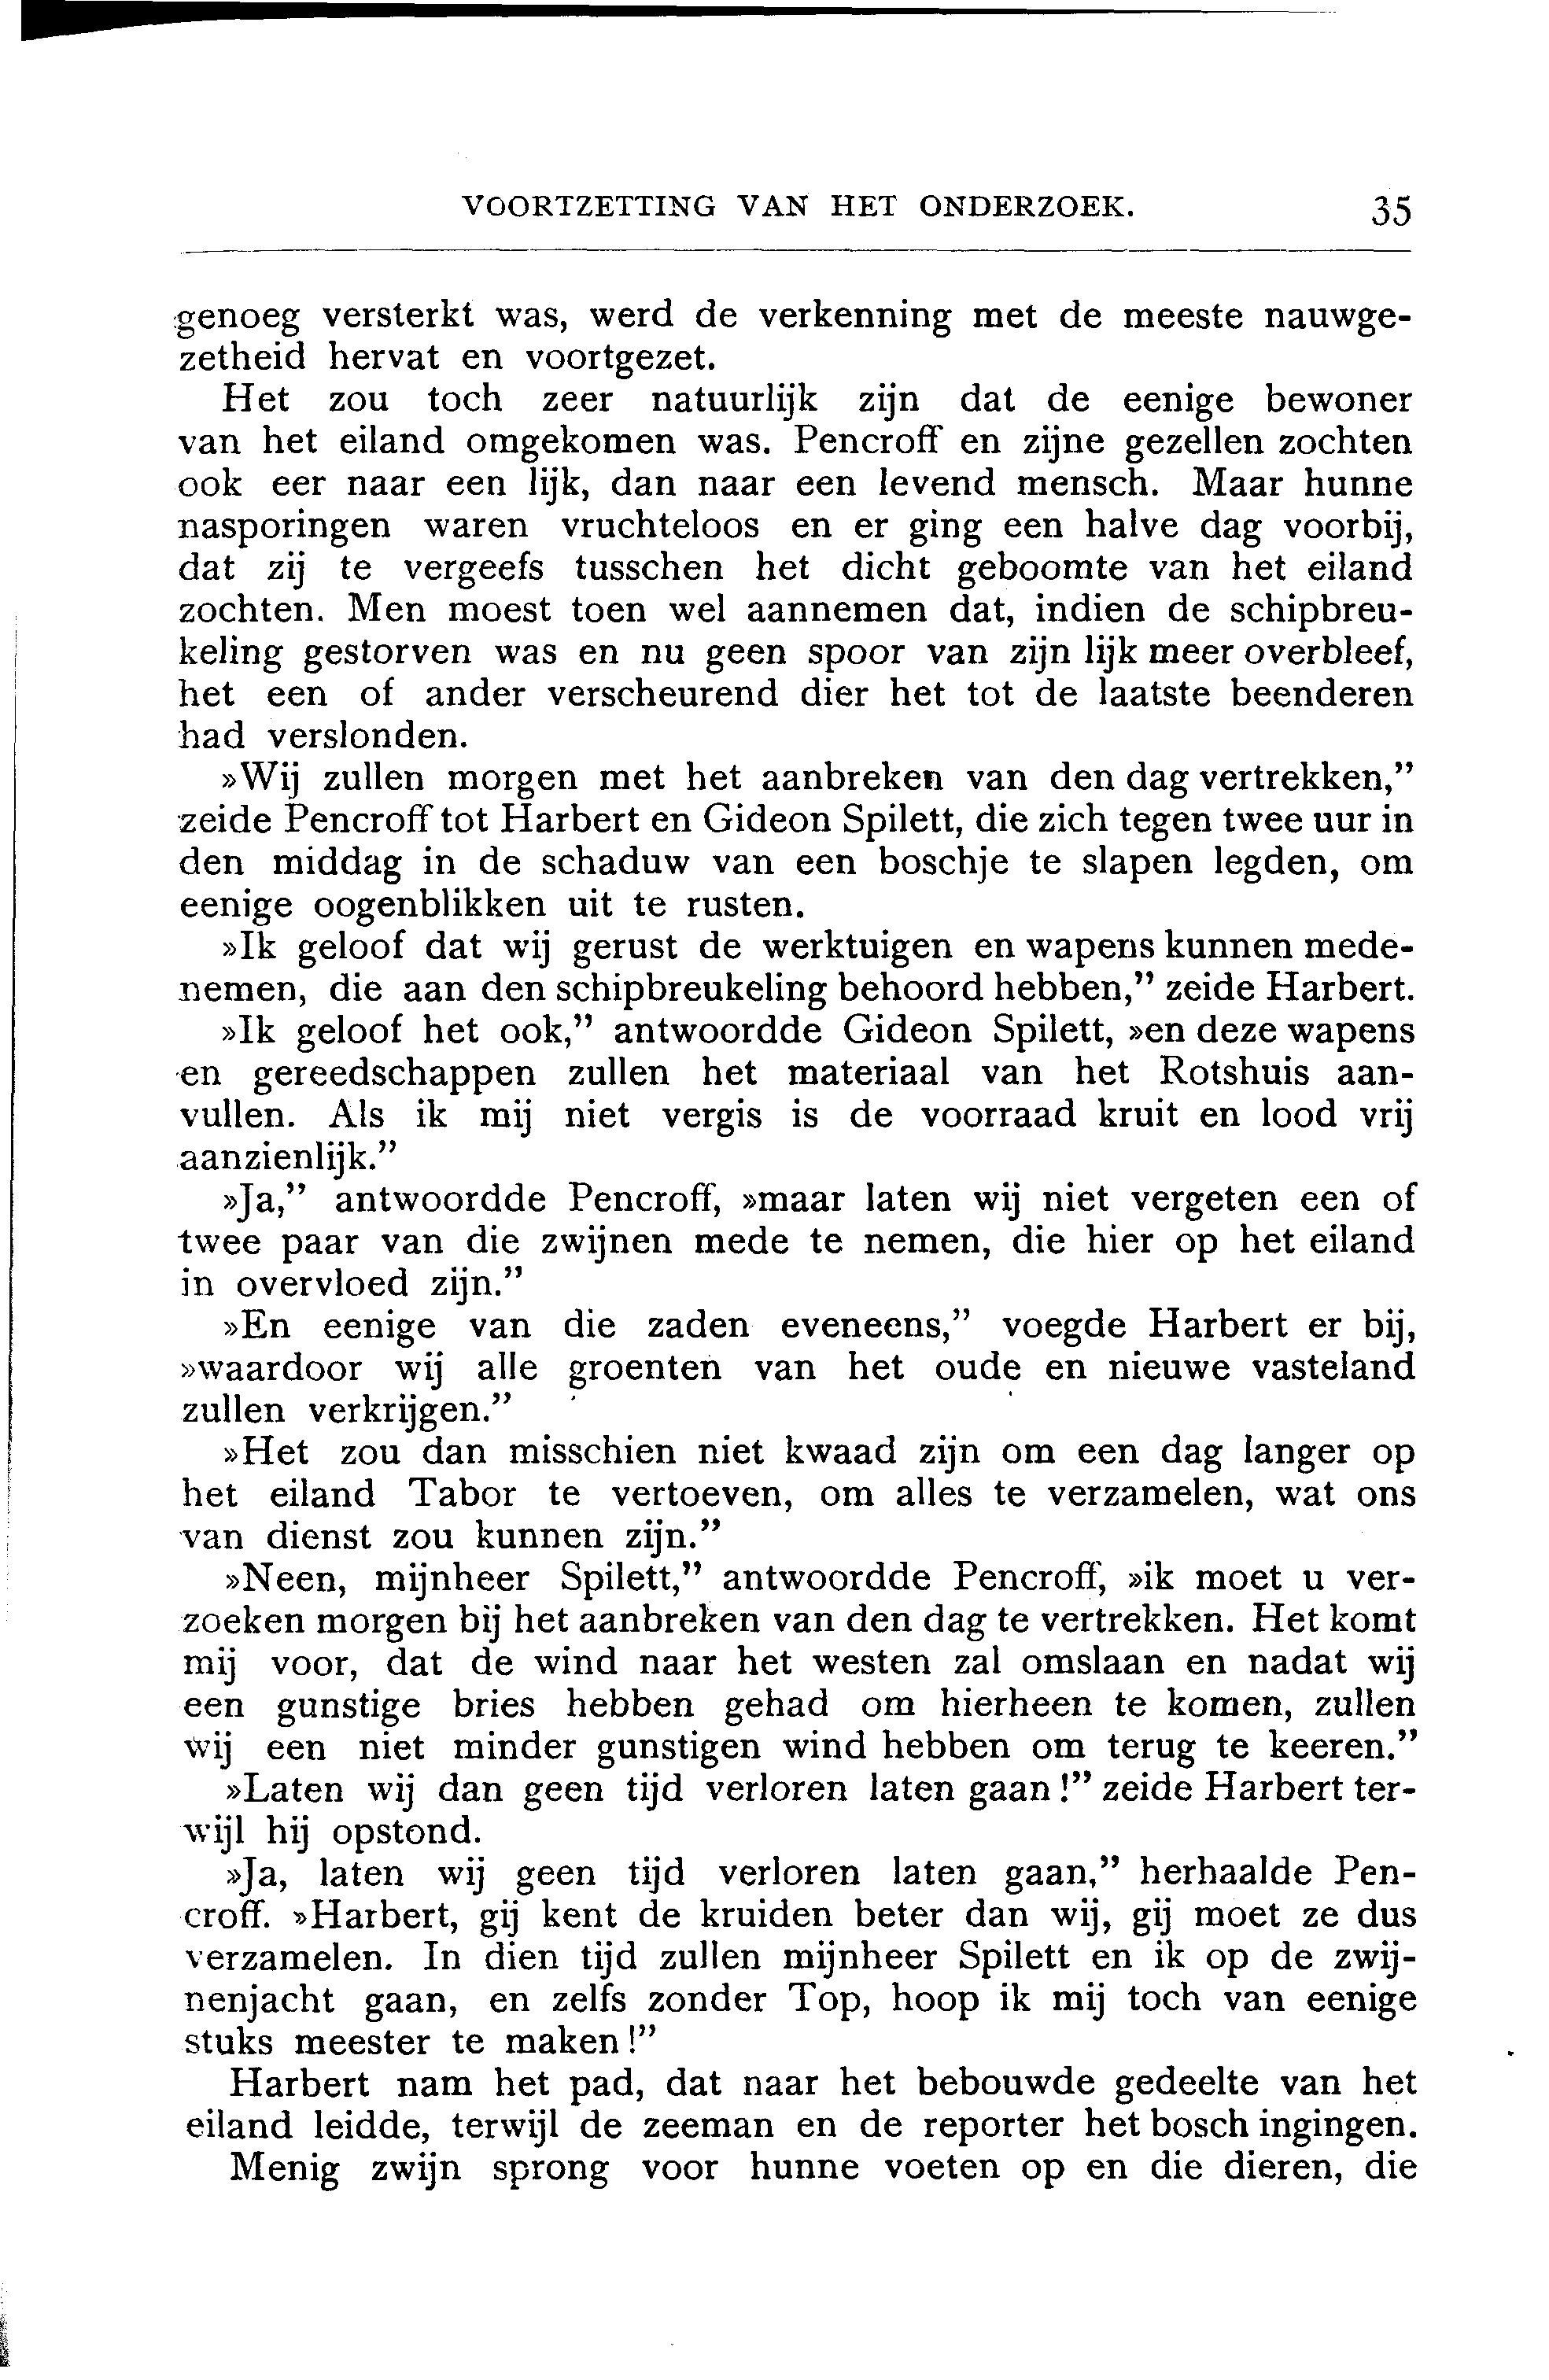 VOORTZETTING VAN HET ONDERZOEK. 35
genoeg versterkt was, werd de verkenning met de meeste nauwge-
zetheid hervat en voortgezet.
Het zou toch zeer natuurlijk zijn dat de eenige bewoner
van het eiland omgekomen was. Pencroff en zijne gezellen zochten
ook eer naar een lijk, dan naar een levend mensch. Maar hunne
nasporingen waren vruchteloos en er ging een halve dag voorbij,
dat zij te vergeefs tusschen het dicht geboomte van het eiland
zochten. Men moest toen wel aannemen dat, indien de schipbreu-
keling gestorven was en nu geen spoor van zijn lijk meer overbleef,
het een of ander verscheurend dier het tot de laatste beenderen
had verslonden.
»Wij zullen morgen met het aanbreken van den dag vertrekken,”
zeide Pencroff tot Harbert en Gideon Spilett, die zich tegen twee uur in
den middag in de schaduw van een boschje te slapen legden, om
eenige oogenblikken uit te rusten.
»Ik geloof dat wij gerust de werktuigen en wapens kunnen mede-
nemen, die aan den schipbreukeling behoord hebben,” zeide Harbert.
»Ik geloof het ook,” antwoordde Gideon Spilett, »en deze wapens
en gereedschappen zullen het materiaal van het Rotshuis aan-
vullen. Als ik mij niet vergis is de voorraad kruit en lood vrij
aanzienlijk.”
»Ja,” antwoordde Pencroff, »maar laten wij niet vergeten een of
twee paar van die zwijnen mede te nemen, die hier op het eiland
in overvloed zijn.”
»En eenige van die zaden eveneens,” voegde Harbert er bij,
»waardoor wij alle groenten van het oude en nieuwe vasteland
zullen verkrijgen.”
»Het zou dan misschien niet kwaad zijn om een dag langer op
het eiland Tabor te vertoeven, om alles te verzamelen, wat ons
van dienst zou kunnen zijn.”
»Neen, mijnheer Spilett,” antwoordde Pencroff, »ik moet u ver-
zoeken morgen bij het aanbreken van den dag te vertrekken. Het komt
mij voor, dat de wind naar het westen zal omslaan en nadat wij
een gunstige bries hebben gehad om hierheen te komen, zullen
wij een niet minder gunstigen wind hebben om terug te keeren.”
»Laten wij dan geen tijd verloren laten gaan!” zeide Harbert ter-
wijl hij opstond.
»Ja, laten wij geen tijd verloren laten gaan,” herhaalde Pen-
croff. »Harbert, gij kent de kruiden beter dan wij, gij moet ze dus
verzamelen. In dien tijd zullen mijnheer Spilett en ik op de zwij-
nenjacht gaan, en zelfs zonder Top, hoop ik mij toch van eenige
stuks meester te maken!”
Harbert nam het pad, dat naar het bebouwde gedeelte van het
eiland leidde, terwijl de zeeman en de reporter het bosch ingingen.
Menig zwijn sprong voor hunne voeten op en die dieren, die